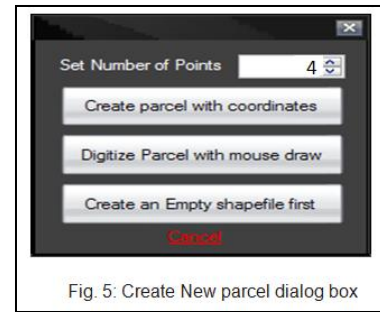 Set Number of Points 4
Create parcel with coordinates
Digitize Parcel with mouse draw
Create an Empty shapefile first
Cancel
Fig. 5: Create New parcel dialog box